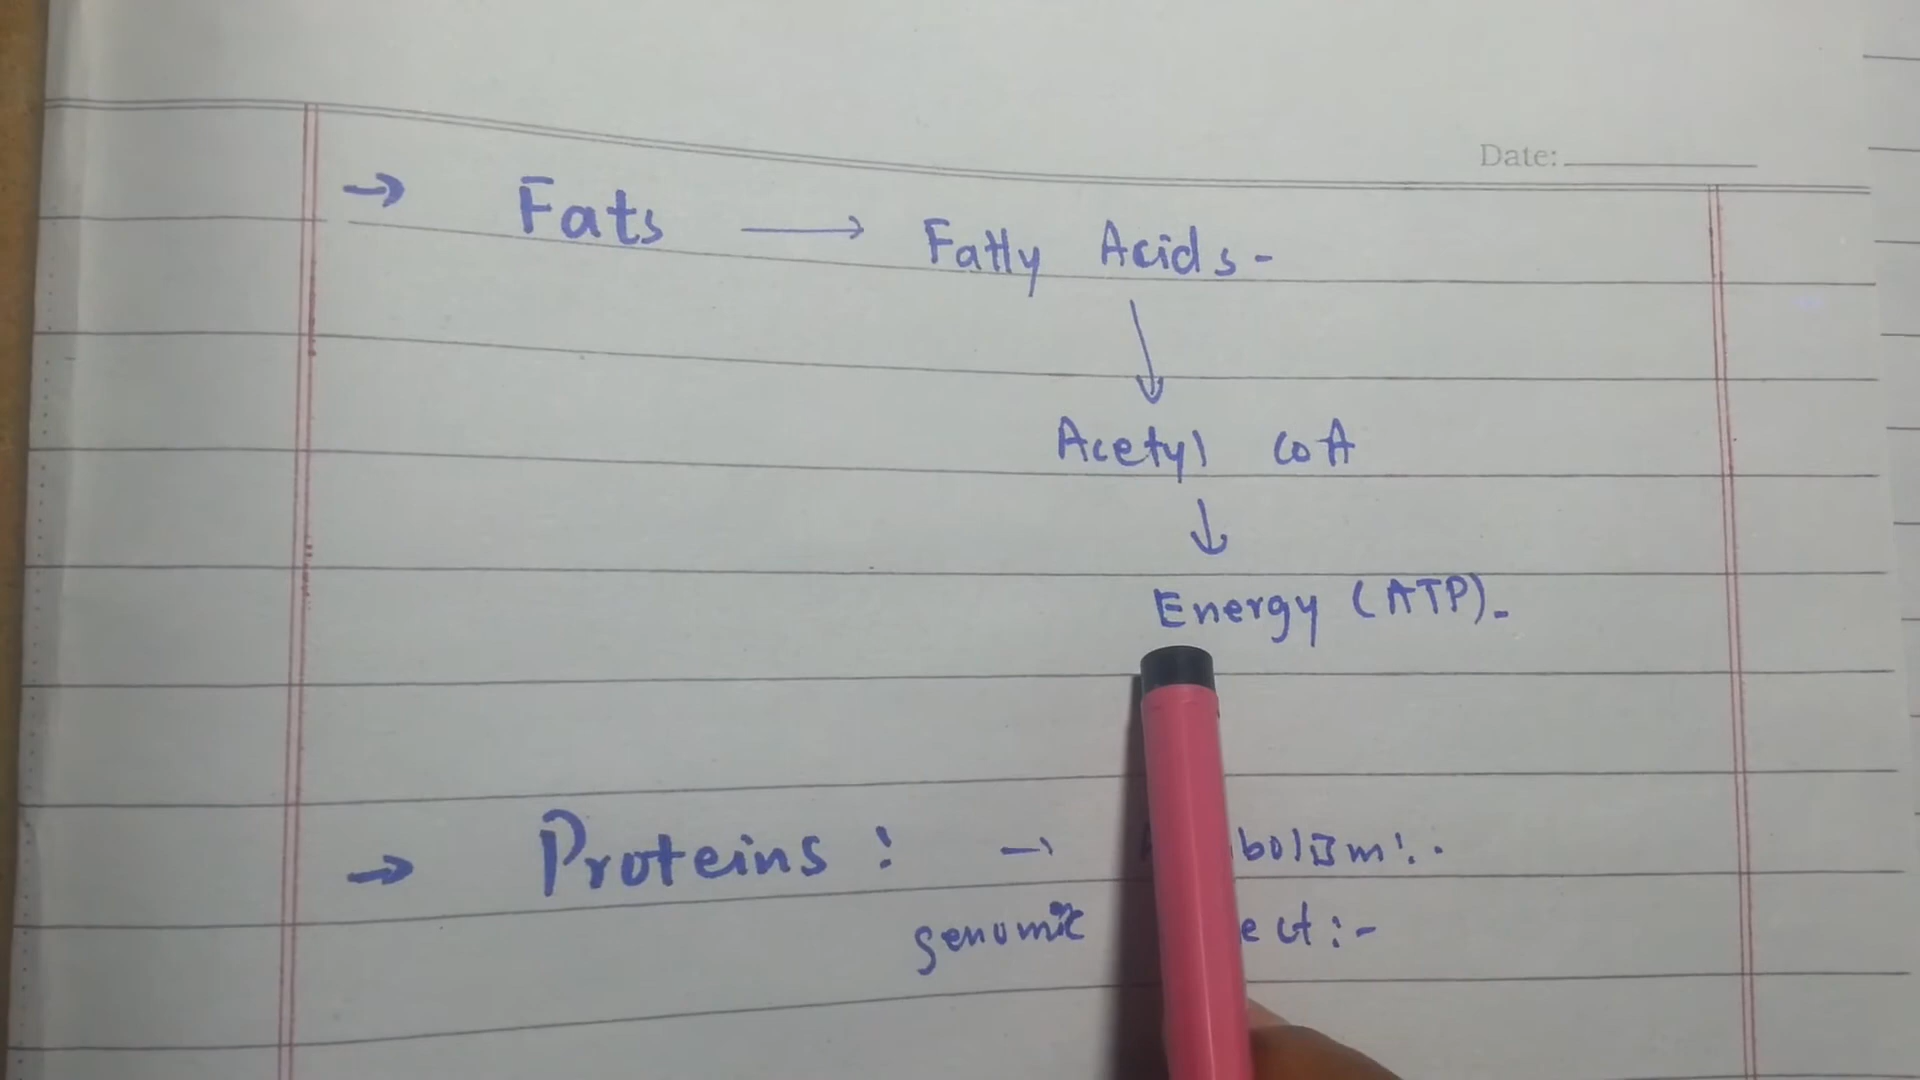 Date:
→ Fats → Fatty Acids -
↓
Acetyl CoA
↓
Energy (ATP).
→ Proteins : →
genomic